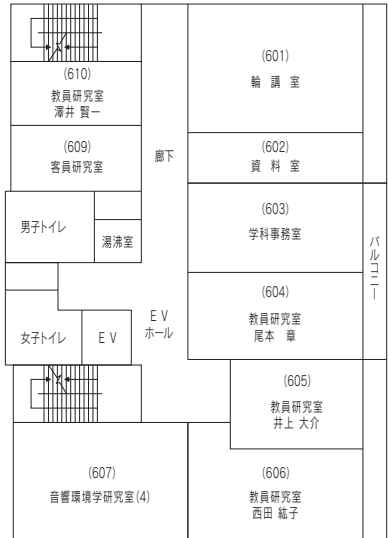 (601)
輪 講 室
(610)
教員研究室
澤井 賢一
(609)
客員研究室
廊下
(602)
資 料 室
(603)
学科事務室
男子トイレ
湯沸室
バルコニー
(604)
教員研究室
尾本 章
女子トイレ
E V
E V
ホール
(605)
教員研究室
井上 大介
(607)
音響環境学研究室(4)
(606)
教員研究室
西田 紘子